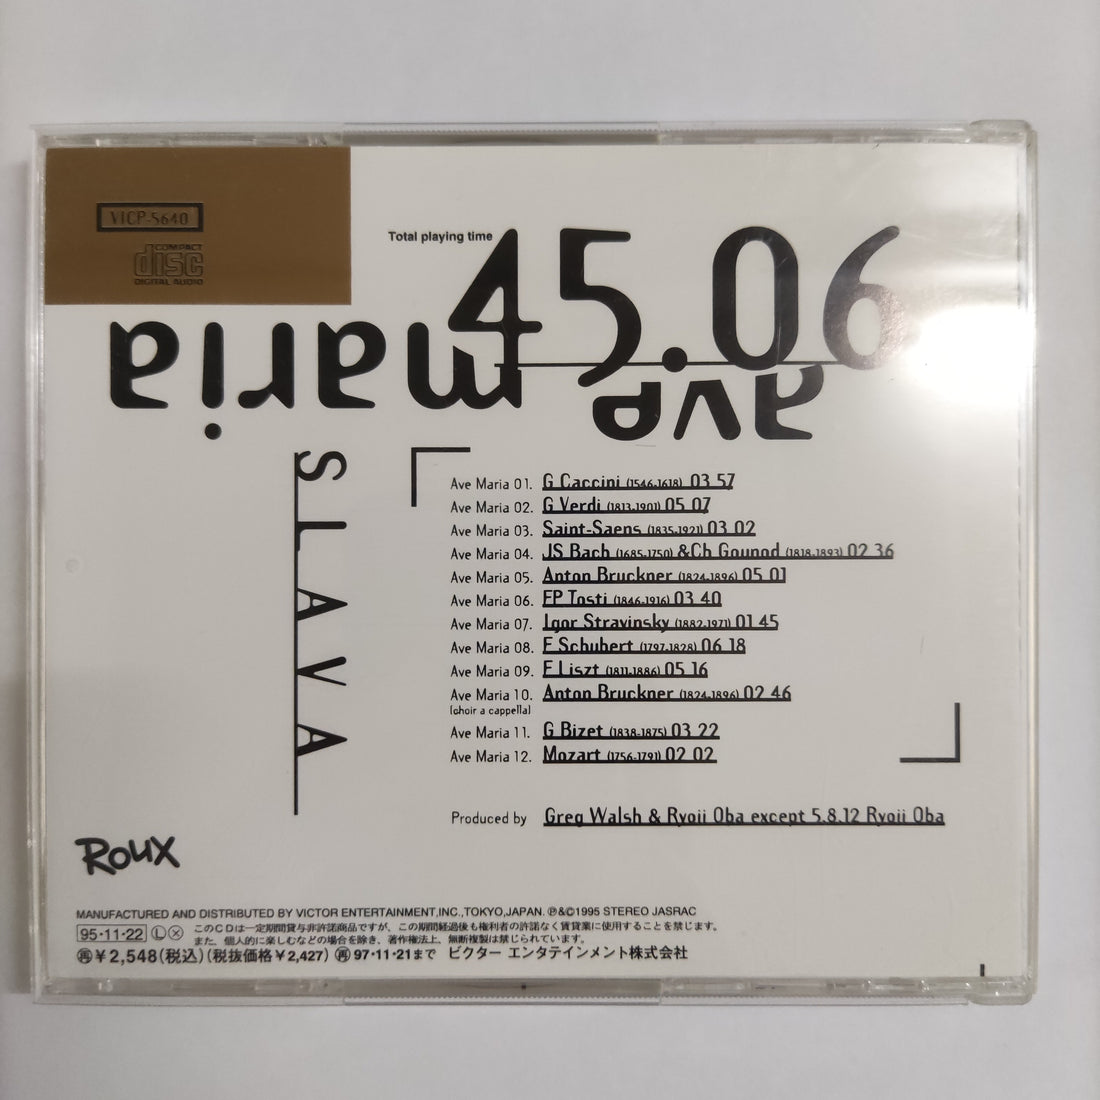 VICP-5640
COMPACT
disc
DIGITAL AUDIO
Total playing time 45.06
ave maria
SLAVA
Ave Maria 01. G Caccini (1546-1618) 03 57
Ave Maria 02. G Verdi (1813-1901) 05 07
Ave Maria 03. Saint-Saens (1835-1921) 03 02
Ave Maria 04. JS Bach (1685-1750) &Ch Gounod (1818-1893) 02 36
Ave Maria 05. Anton Bruckner (1824-1896) 05 01
Ave Maria 06. FP Tosti (1846-1916) 03 40
Ave Maria 07. Igor Stravinsky (1882-1971) 01 45
Ave Maria 08. F Schubert (1797-1828) 06 18
Ave Maria 09. F Liszt (1811-1886) 05 16
Ave Maria 10. Anton Bruckner (1824-1896) 02 46
(choir a cappella)
Ave Maria 11. G Bizet (1838-1875) 03 22
Ave Maria 12. Mozart (1756-1791) 02 02
Produced by Greg Walsh & Ryoji Oba except 5.8.12 Ryoji Oba
Roux
MANUFACTURED AND DISTRIBUTED BY VICTOR ENTERTAINMENT,INC.,TOKYO,JAPAN. ℗&©1995 STEREO JASRAC
95・11・22 Ⓛ ⓧ このCDは一定期間貸与非許諾商品ですが、この期間経過後も権利者の許諾なく賃貸業に使用することを禁じます。
また、個人的に楽しむなどの場合を除き、著作権法上、無断複製は禁じられています。
再¥2,548(税込)(税抜価格¥2,427) 再97・11・21まで ビクター エンタテインメント株式会社